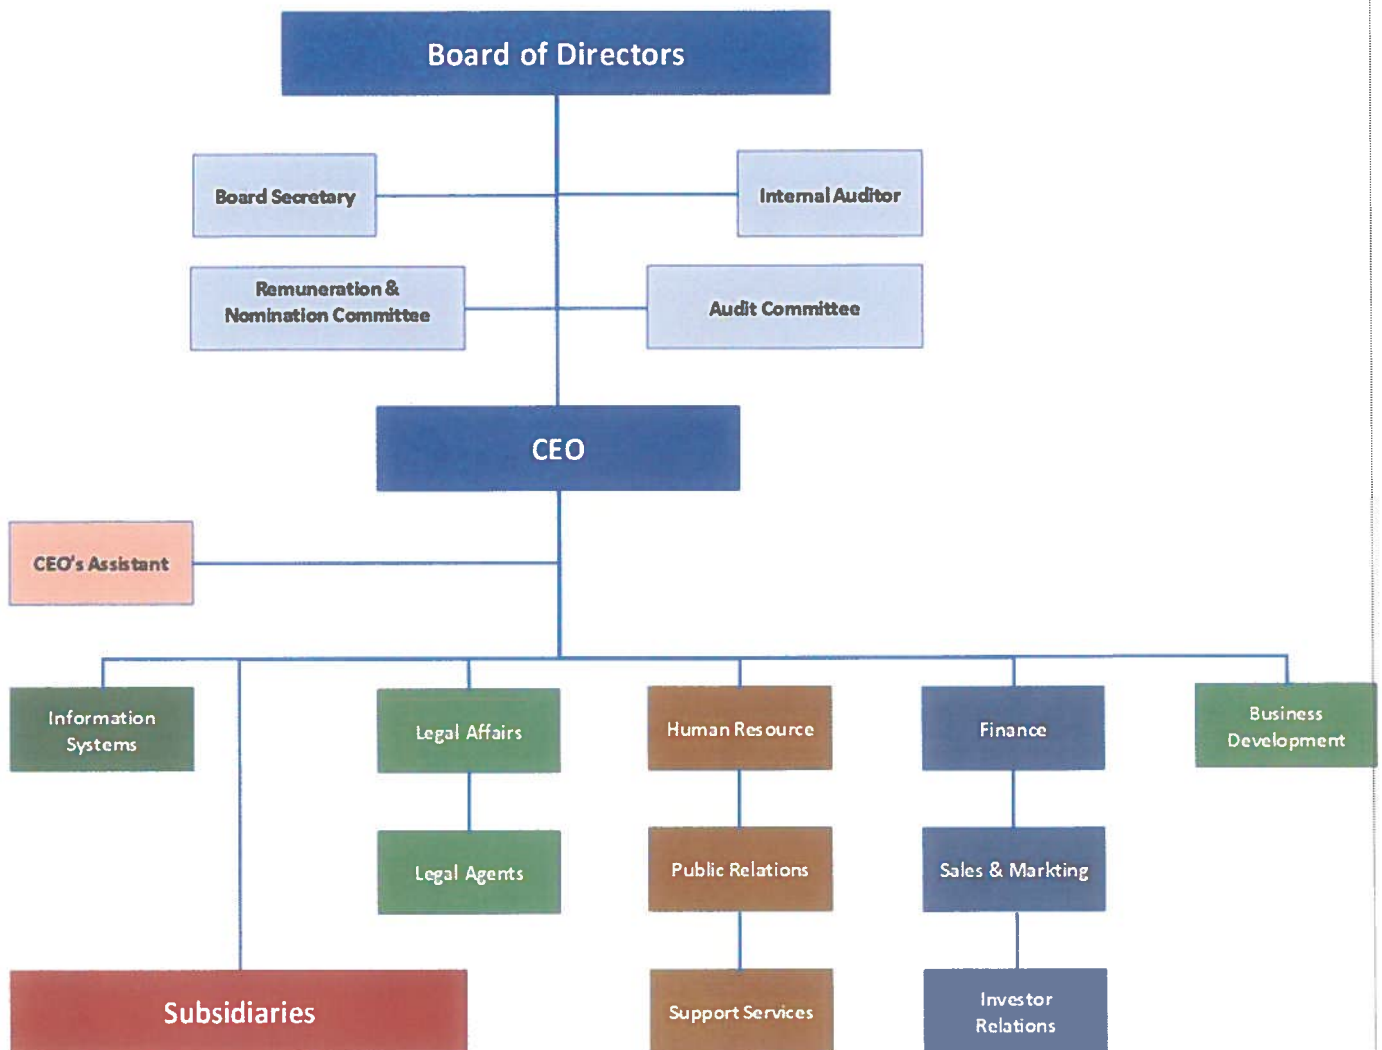 Board of Directors
Board Secretary
Internal Auditor
Remuneration &
Nomination Committee
Audit Committee
CEO
CEO's Assistant
Information
Systems
Legal Affairs
Human Resource
Finance
Business
Development
Legal Agents
Public Relations
Sales & Markting
Subsidiaries
Support Services
Investor
Relations